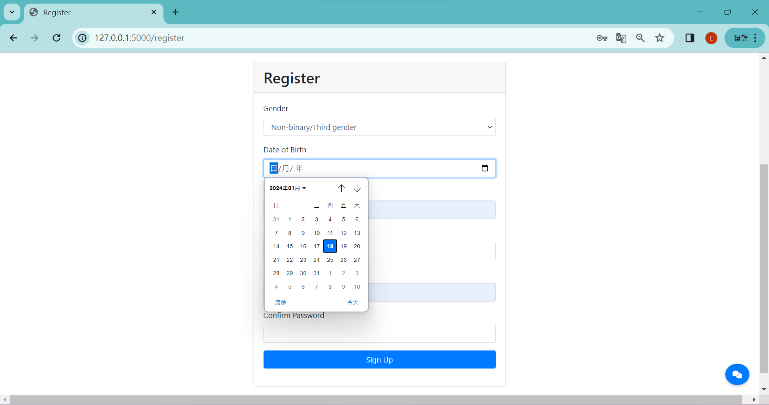 Register
127.0.0.1:5000/register
L
Register
Gender
Non-binary/Third gender
Date of Birth
日/月/ 年
2024年01月
日 一 二 三 四 五 六
31 1 2 3 4 5 6
7 8 9 10 11 12 13
14 15 16 17 18 19 20
21 22 23 24 25 26 27
28 29 30 31 1 2 3
4 5 6 7 8 9 10
清除 今天
Confirm Password
Sign Up